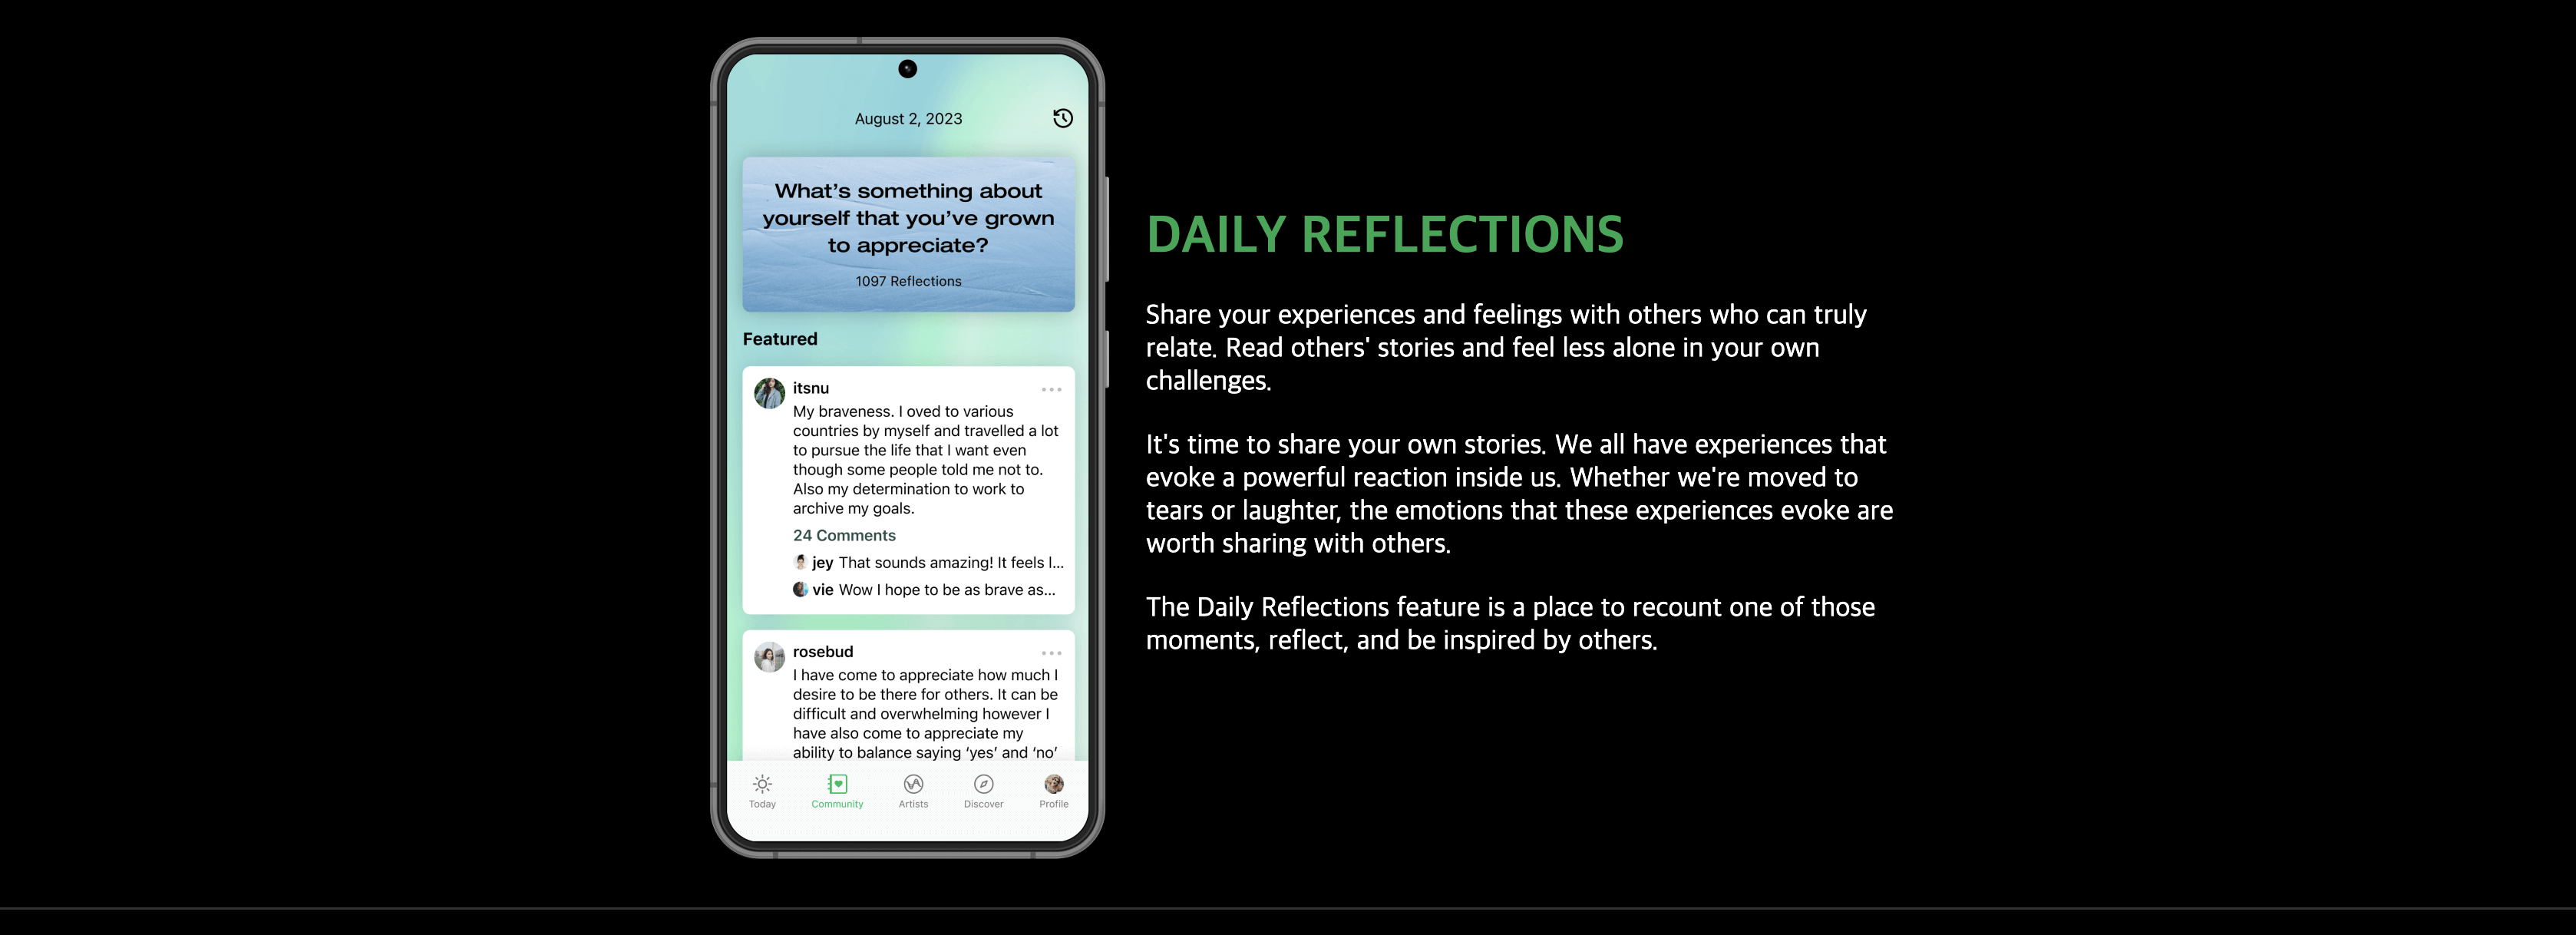 August 2, 2023
What’s something about
yourself that you’ve grown
to appreciate?
1097 Reflections
Featured
itsnu
My braveness. I oved to various
countries by myself and travelled a lot
to pursue the life that I want even
though some people told me not to.
Also my determination to work to
archive my goals.
24 Comments
jey That sounds amazing! It feels l...
vie Wow I hope to be as brave as...
rosebud
I have come to appreciate how much I
desire to be there for others. It can be
difficult and overwhelming however I
have also come to appreciate my
ability to balance saying ‘yes’ and ‘no’
Today
Community
Artists
Discover
Profile
DAILY REFLECTIONS
Share your experiences and feelings with others who can truly
relate. Read others' stories and feel less alone in your own
challenges.
It's time to share your own stories. We all have experiences that
evoke a powerful reaction inside us. Whether we're moved to
tears or laughter, the emotions that these experiences evoke are
worth sharing with others.
The Daily Reflections feature is a place to recount one of those
moments, reflect, and be inspired by others.